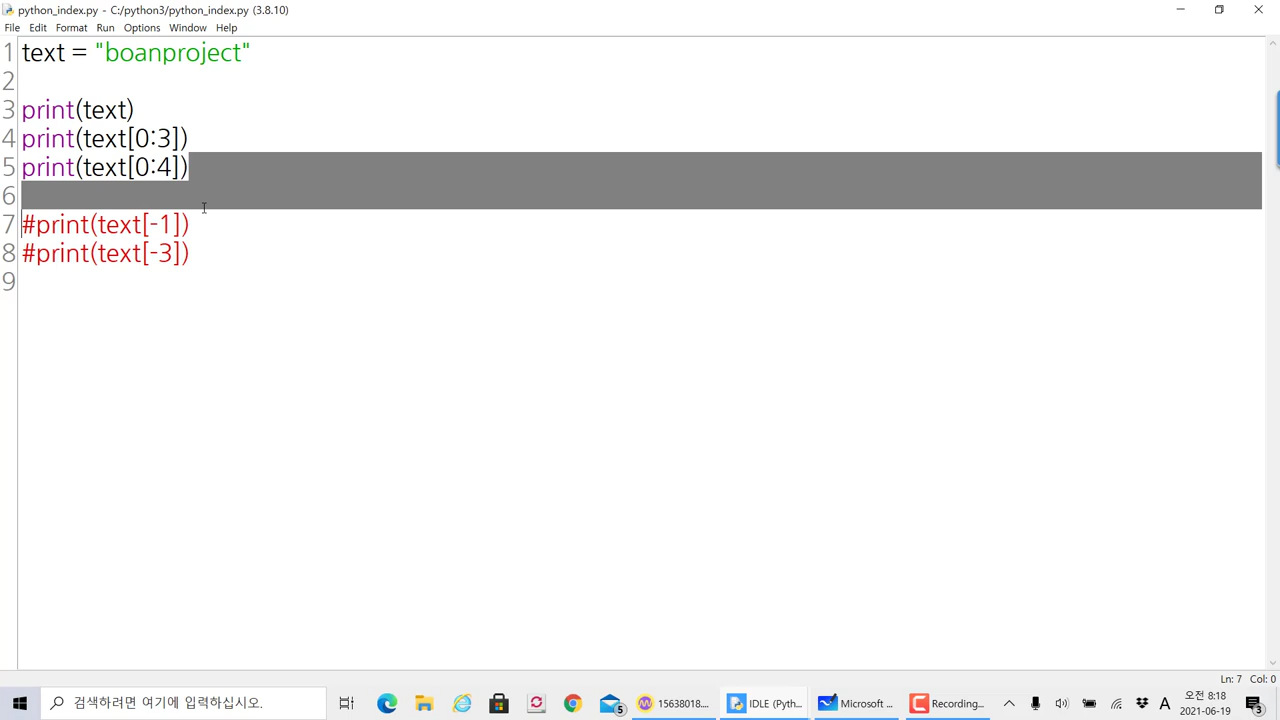 python_index.py - C:/python3/python_index.py (3.8.10)
File Edit Format Run Options Window Help
1 text = "boanproject"
2
3 print(text)
4 print(text[0:3])
5 print(text[0:4])
6
7 #print(text[-1])
8 #print(text[-3])
9
Ln: 7 Col: 0
검색하려면 여기에 입력하십시오.
5
15638018...
IDLE (Pyth...
Microsoft ...
Recording...
A
오전 8:18
2021-06-19
3